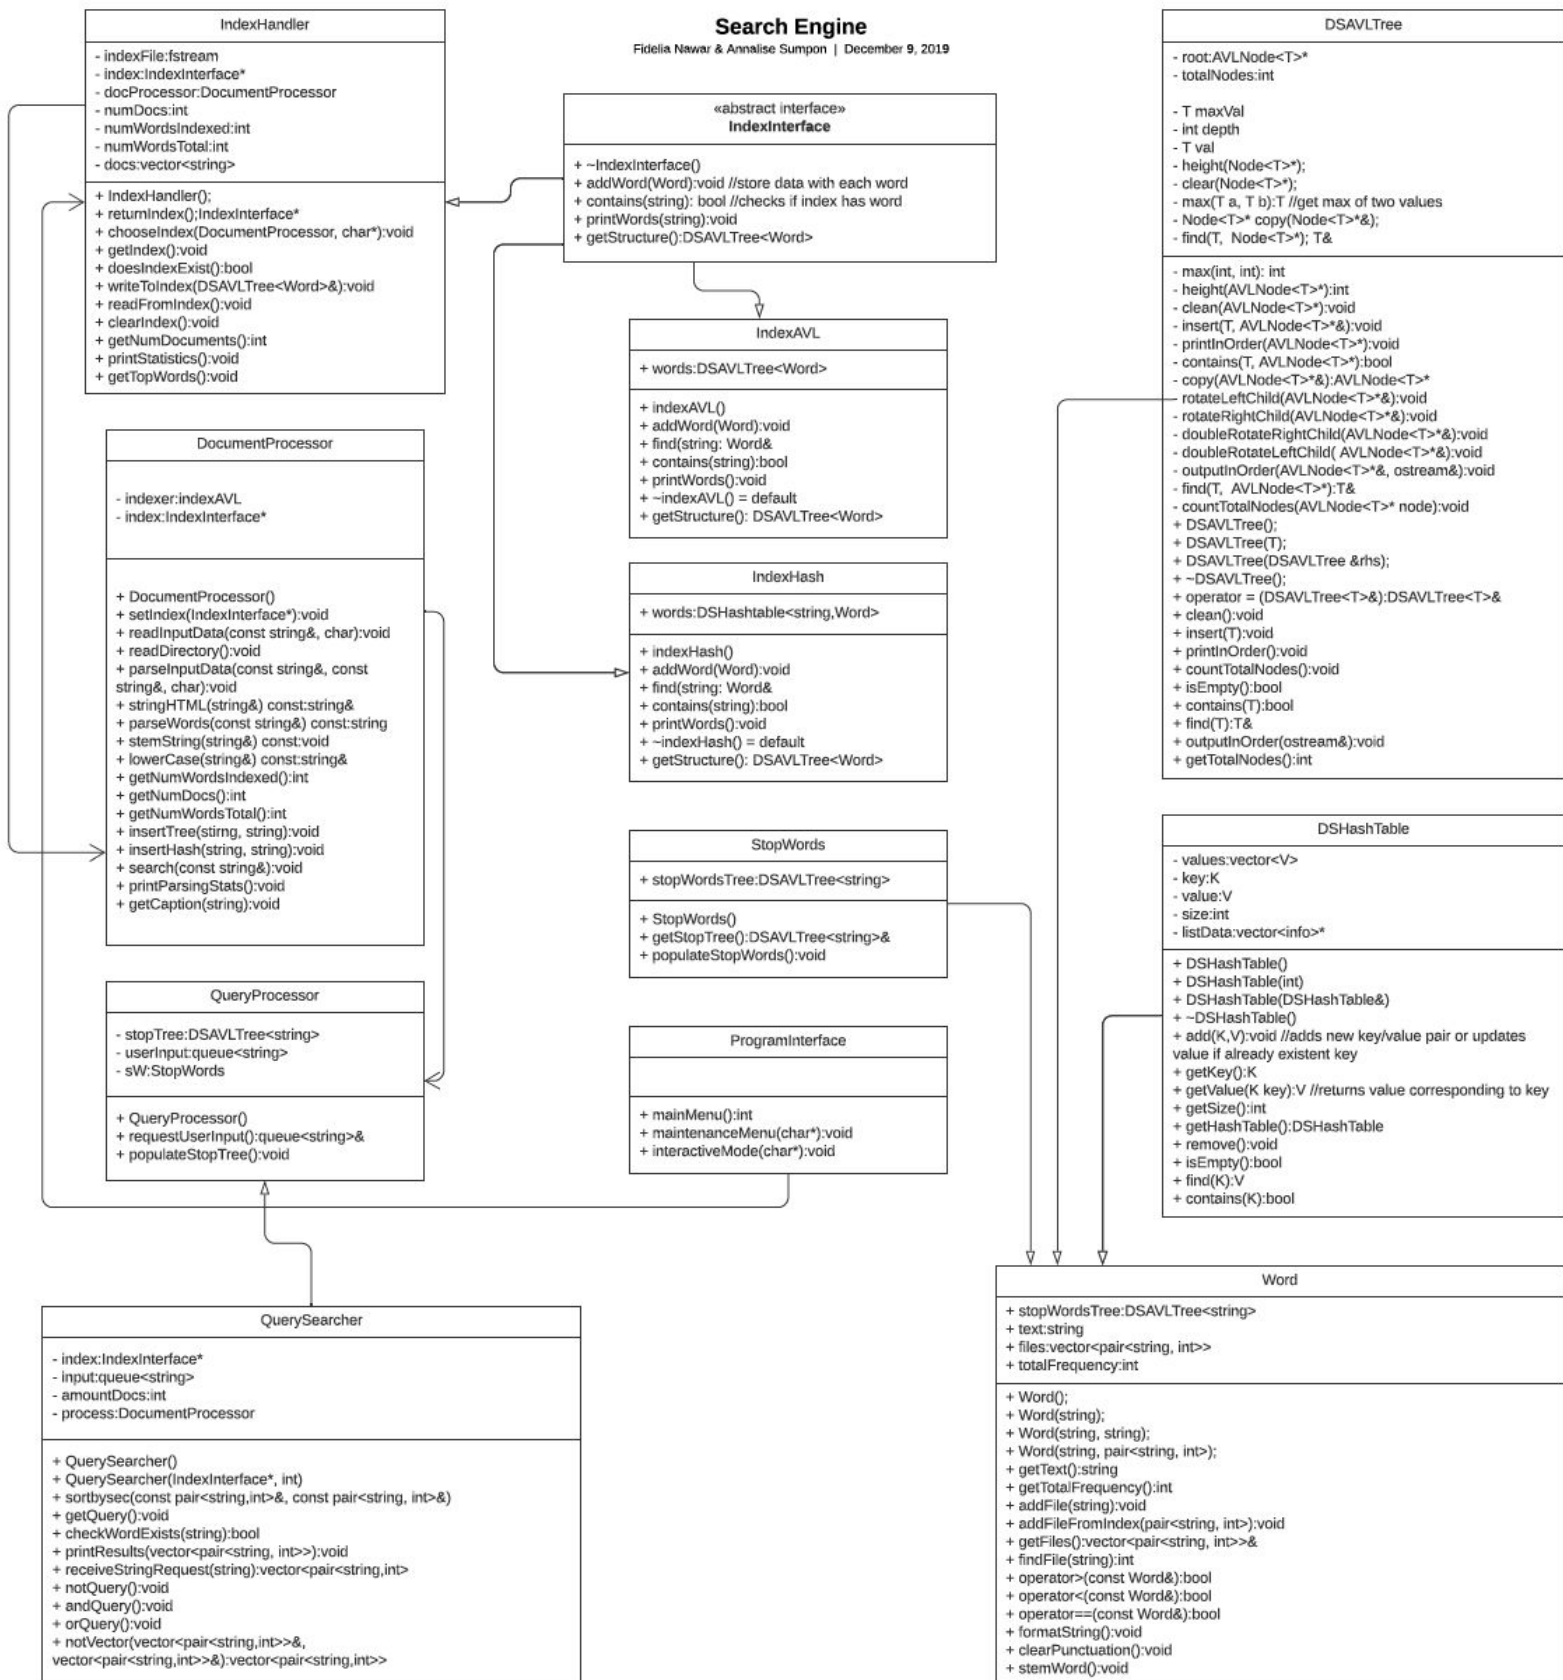 Search Engine
Fidelia Nawar & Annalise Sumpon | December 9, 2019
IndexHandler
- indexFile:fstream
- index:IndexInterface*
- docProcessor:DocumentProcessor
- numDocs:int
- numWordsIndexed:int
- numWordsTotal:int
- docs:vector<string>
+ IndexHandler();
+ returnIndex();IndexInterface*
+ chooseIndex(DocumentProcessor, char*):void
+ getIndex():void
+ doesIndexExist():bool
+ writeToIndex(DSAVLTree<Word>&):void
+ readFromIndex():void
+ clearIndex():void
+ getNumDocuments():int
+ printStatistics():void
+ getTopWords():void
DocumentProcessor
- indexer:indexAVL
- index:IndexInterface*
+ DocumentProcessor()
+ setIndex(IndexInterface*):void
+ readInputData(const string&, char):void
+ readDirectory():void
+ parseInputData(const string&, const
string&, char):void
+ stringHTML(string&) const:string&
+ parseWords(const string&) const:string
+ stemString(string&) const:void
+ lowerCase(string&) const:string&
+ getNumWordsIndexed():int
+ getNumDocs():int
+ getNumWordsTotal():int
+ insertTree(stirng, string):void
+ insertHash(string, string):void
+ search(const string&):void
+ printParsingStats():void
+ getCaption(string):void
QueryProcessor
- stopTree:DSAVLTree<string>
- userInput:queue<string>
- sW:StopWords
+ QueryProcessor()
+ requestUserInput():queue<string>&
+ populateStopTree():void
QuerySearcher
- index:IndexInterface*
- input:queue<string>
- amountDocs:int
- process:DocumentProcessor
+ QuerySearcher()
+ QuerySearcher(IndexInterface*, int)
+ sortbysec(const pair<string,int>&, const pair<string, int>&)
+ getQuery():void
+ checkWordExists(string):bool
+ printResults(vector<pair<string, int>>):void
+ receiveStringRequest(string):vector<pair<string,int>
+ notQuery():void
+ andQuery():void
+ orQuery():void
+ notVector(vector<pair<string,int>>&,
vector<pair<string,int>>&):vector<pair<string,int>>
«abstract interface»
IndexInterface
+ ~IndexInterface()
+ addWord(Word):void //store data with each word
+ contains(string): bool //checks if index has word
+ printWords(string):void
+ getStructure():DSAVLTree<Word>
IndexAVL
+ words:DSAVLTree<Word>
+ indexAVL()
+ addWord(Word):void
+ find(string: Word&
+ contains(string):bool
+ printWords():void
+ ~indexAVL() = default
+ getStructure(): DSAVLTree<Word>
IndexHash
+ words:DSHashtable<string,Word>
+ indexHash()
+ addWord(Word):void
+ find(string: Word&
+ contains(string):bool
+ printWords():void
+ ~indexHash() = default
+ getStructure(): DSAVLTree<Word>
StopWords
+ stopWordsTree:DSAVLTree<string>
+ StopWords()
+ getStopTree():DSAVLTree<string>&
+ populateStopWords():void
ProgramInterface
+ mainMenu():int
+ maintenanceMenu(char*):void
+ interactiveMode(char*):void
DSAVLTree
- root:AVLNode<T>*
- totalNodes:int
- T maxVal
- int depth
- T val
- height(Node<T>*);
- clear(Node<T>*);
- max(T a, T b):T //get max of two values
- Node<T>* copy(Node<T>*&);
- find(T, Node<T>*); T&
- max(int, int): int
- height(AVLNode<T>*):int
- clean(AVLNode<T>*):void
- insert(T, AVLNode<T>*&):void
- printInOrder(AVLNode<T>*):void
- contains(T, AVLNode<T>*):bool
- copy(AVLNode<T>*&):AVLNode<T>*
- rotateLeftChild(AVLNode<T>*&):void
- rotateRightChild(AVLNode<T>*&):void
- doubleRotateRightChild(AVLNode<T>*&):void
- doubleRotateLeftChild( AVLNode<T>*&):void
- outputInOrder(AVLNode<T>*&, ostream&):void
- find(T, AVLNode<T>*):T&
- countTotalNodes(AVLNode<T>* node):void
+ DSAVLTree();
+ DSAVLTree(T);
+ DSAVLTree(DSAVLTree &rhs);
+ ~DSAVLTree();
+ operator = (DSAVLTree<T>&):DSAVLTree<T>&
+ clean():void
+ insert(T):void
+ printInOrder():void
+ countTotalNodes():void
+ isEmpty():bool
+ contains(T):bool
+ find(T):T&
+ outputInOrder(ostream&):void
+ getTotalNodes():int
DSHashTable
- values:vector<V>
- key:K
- value:V
- size:int
- listData:vector<info>*
+ DSHashTable()
+ DSHashTable(int)
+ DSHashTable(DSHashTable&)
+ ~DSHashTable()
+ add(K,V):void //adds new key/value pair or updates
value if already existent key
+ getKey():K
+ getValue(K key):V //returns value corresponding to key
+ getSize():int
+ getHashTable():DSHashTable
+ remove():void
+ isEmpty():bool
+ find(K):V
+ contains(K):bool
Word
+ stopWordsTree:DSAVLTree<string>
+ text:string
+ files:vector<pair<string, int>>
+ totalFrequency:int
+ Word();
+ Word(string);
+ Word(string, string);
+ Word(string, pair<string, int>);
+ getText():string
+ getTotalFrequency():int
+ addFile(string):void
+ addFileFromIndex(pair<string, int>):void
+ getFiles():vector<pair<string, int>>&
+ findFile(string):int
+ operator>(const Word&):bool
+ operator<(const Word&):bool
+ operator==(const Word&):bool
+ formatString():void
+ clearPunctuation():void
+ stemWord():void